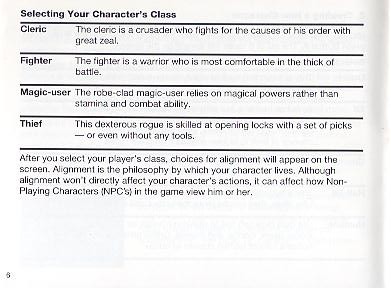 Selecting Your Character's Class
Cleric The cleric is a crusader who fights for the causes of his order with
great zeal.
Fighter The fighter is a warrior who is most comfortable in the thick of
battle.
Magic-user The robe-clad magic-user relies on magical powers rather than
stamina and combat ability.
Thief This dexterous rogue is skilled at opening locks with a set of picks
— or even without any tools.
After you select your player's class, choices for alignment will appear on the
screen. Alignment is the philosophy by which your character lives. Although
alignment won't directly affect your character's actions, it can affect how Non-
Playing Characters (NPC's) in the game view him or her.
6